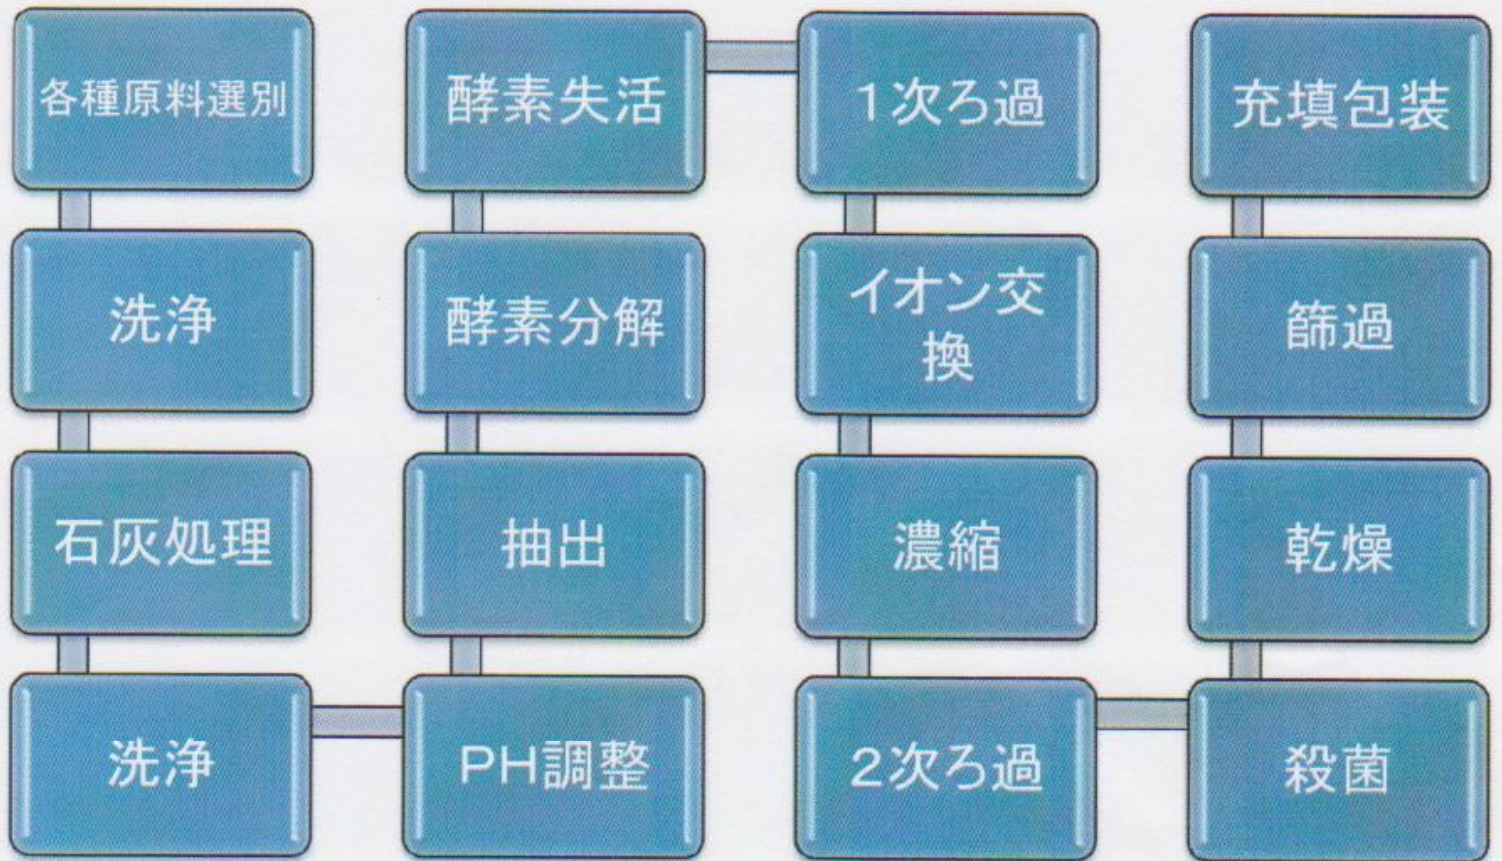 各種原料選別
洗浄
石灰処理
洗浄
PH調整
抽出
酵素分解
酵素失活
1次ろ過
イオン交
換
濃縮
2次ろ過
殺菌
乾燥
篩過
充填包装